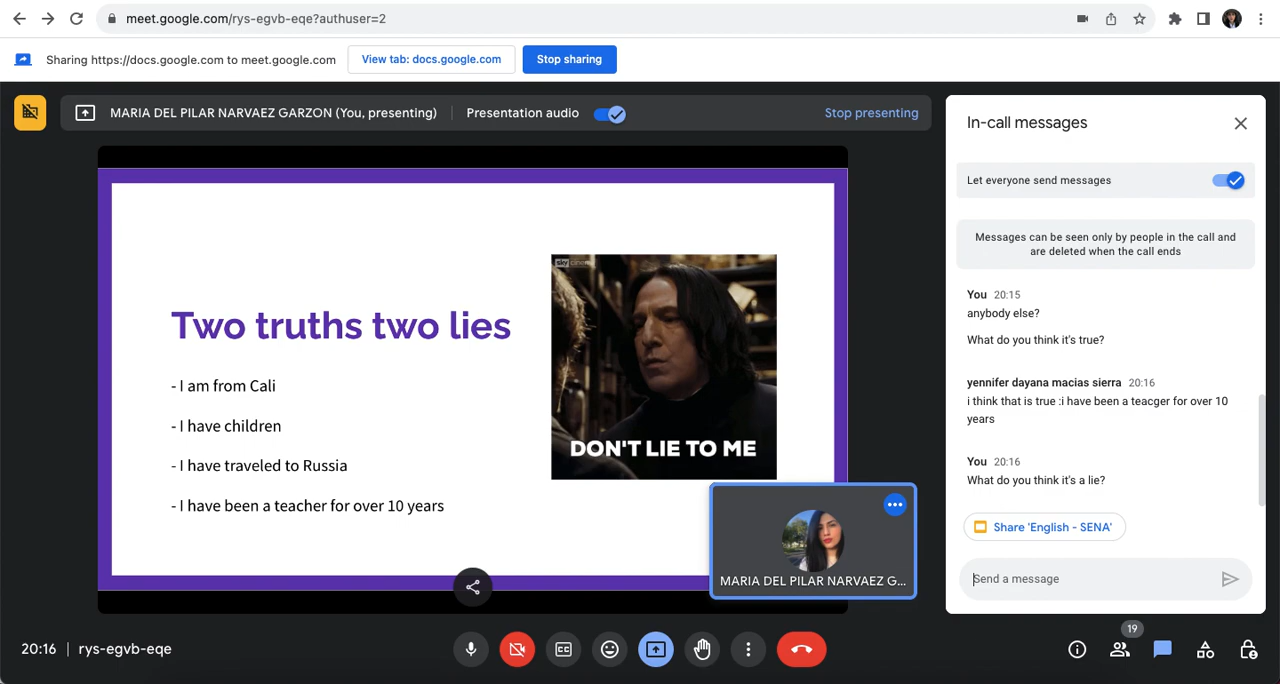 meet.google.com/rys-egvb-eqe?authuser=2
Sharing https://docs.google.com to meet.google.com
View tab: docs.google.com
Stop sharing
MARIA DEL PILAR NARVAEZ GARZON (You, presenting)
Presentation audio
Stop presenting
Two truths two lies
- I am from Cali
- I have children
- I have traveled to Russia
- I have been a teacher for over 10 years
sky cinema
DON'T LIE TO ME
MARIA DEL PILAR NARVAEZ G...
In-call messages
Let everyone send messages
Messages can be seen only by people in the call and
are deleted when the call ends
You 20:15
anybody else?
What do you think it's true?
yennifer dayana macias sierra 20:16
i think that is true :i have been a teacger for over 10
years
You 20:16
What do you think it's a lie?
Share 'English - SENA'
Send a message
20:16 | rys-egvb-eqe
CC
19